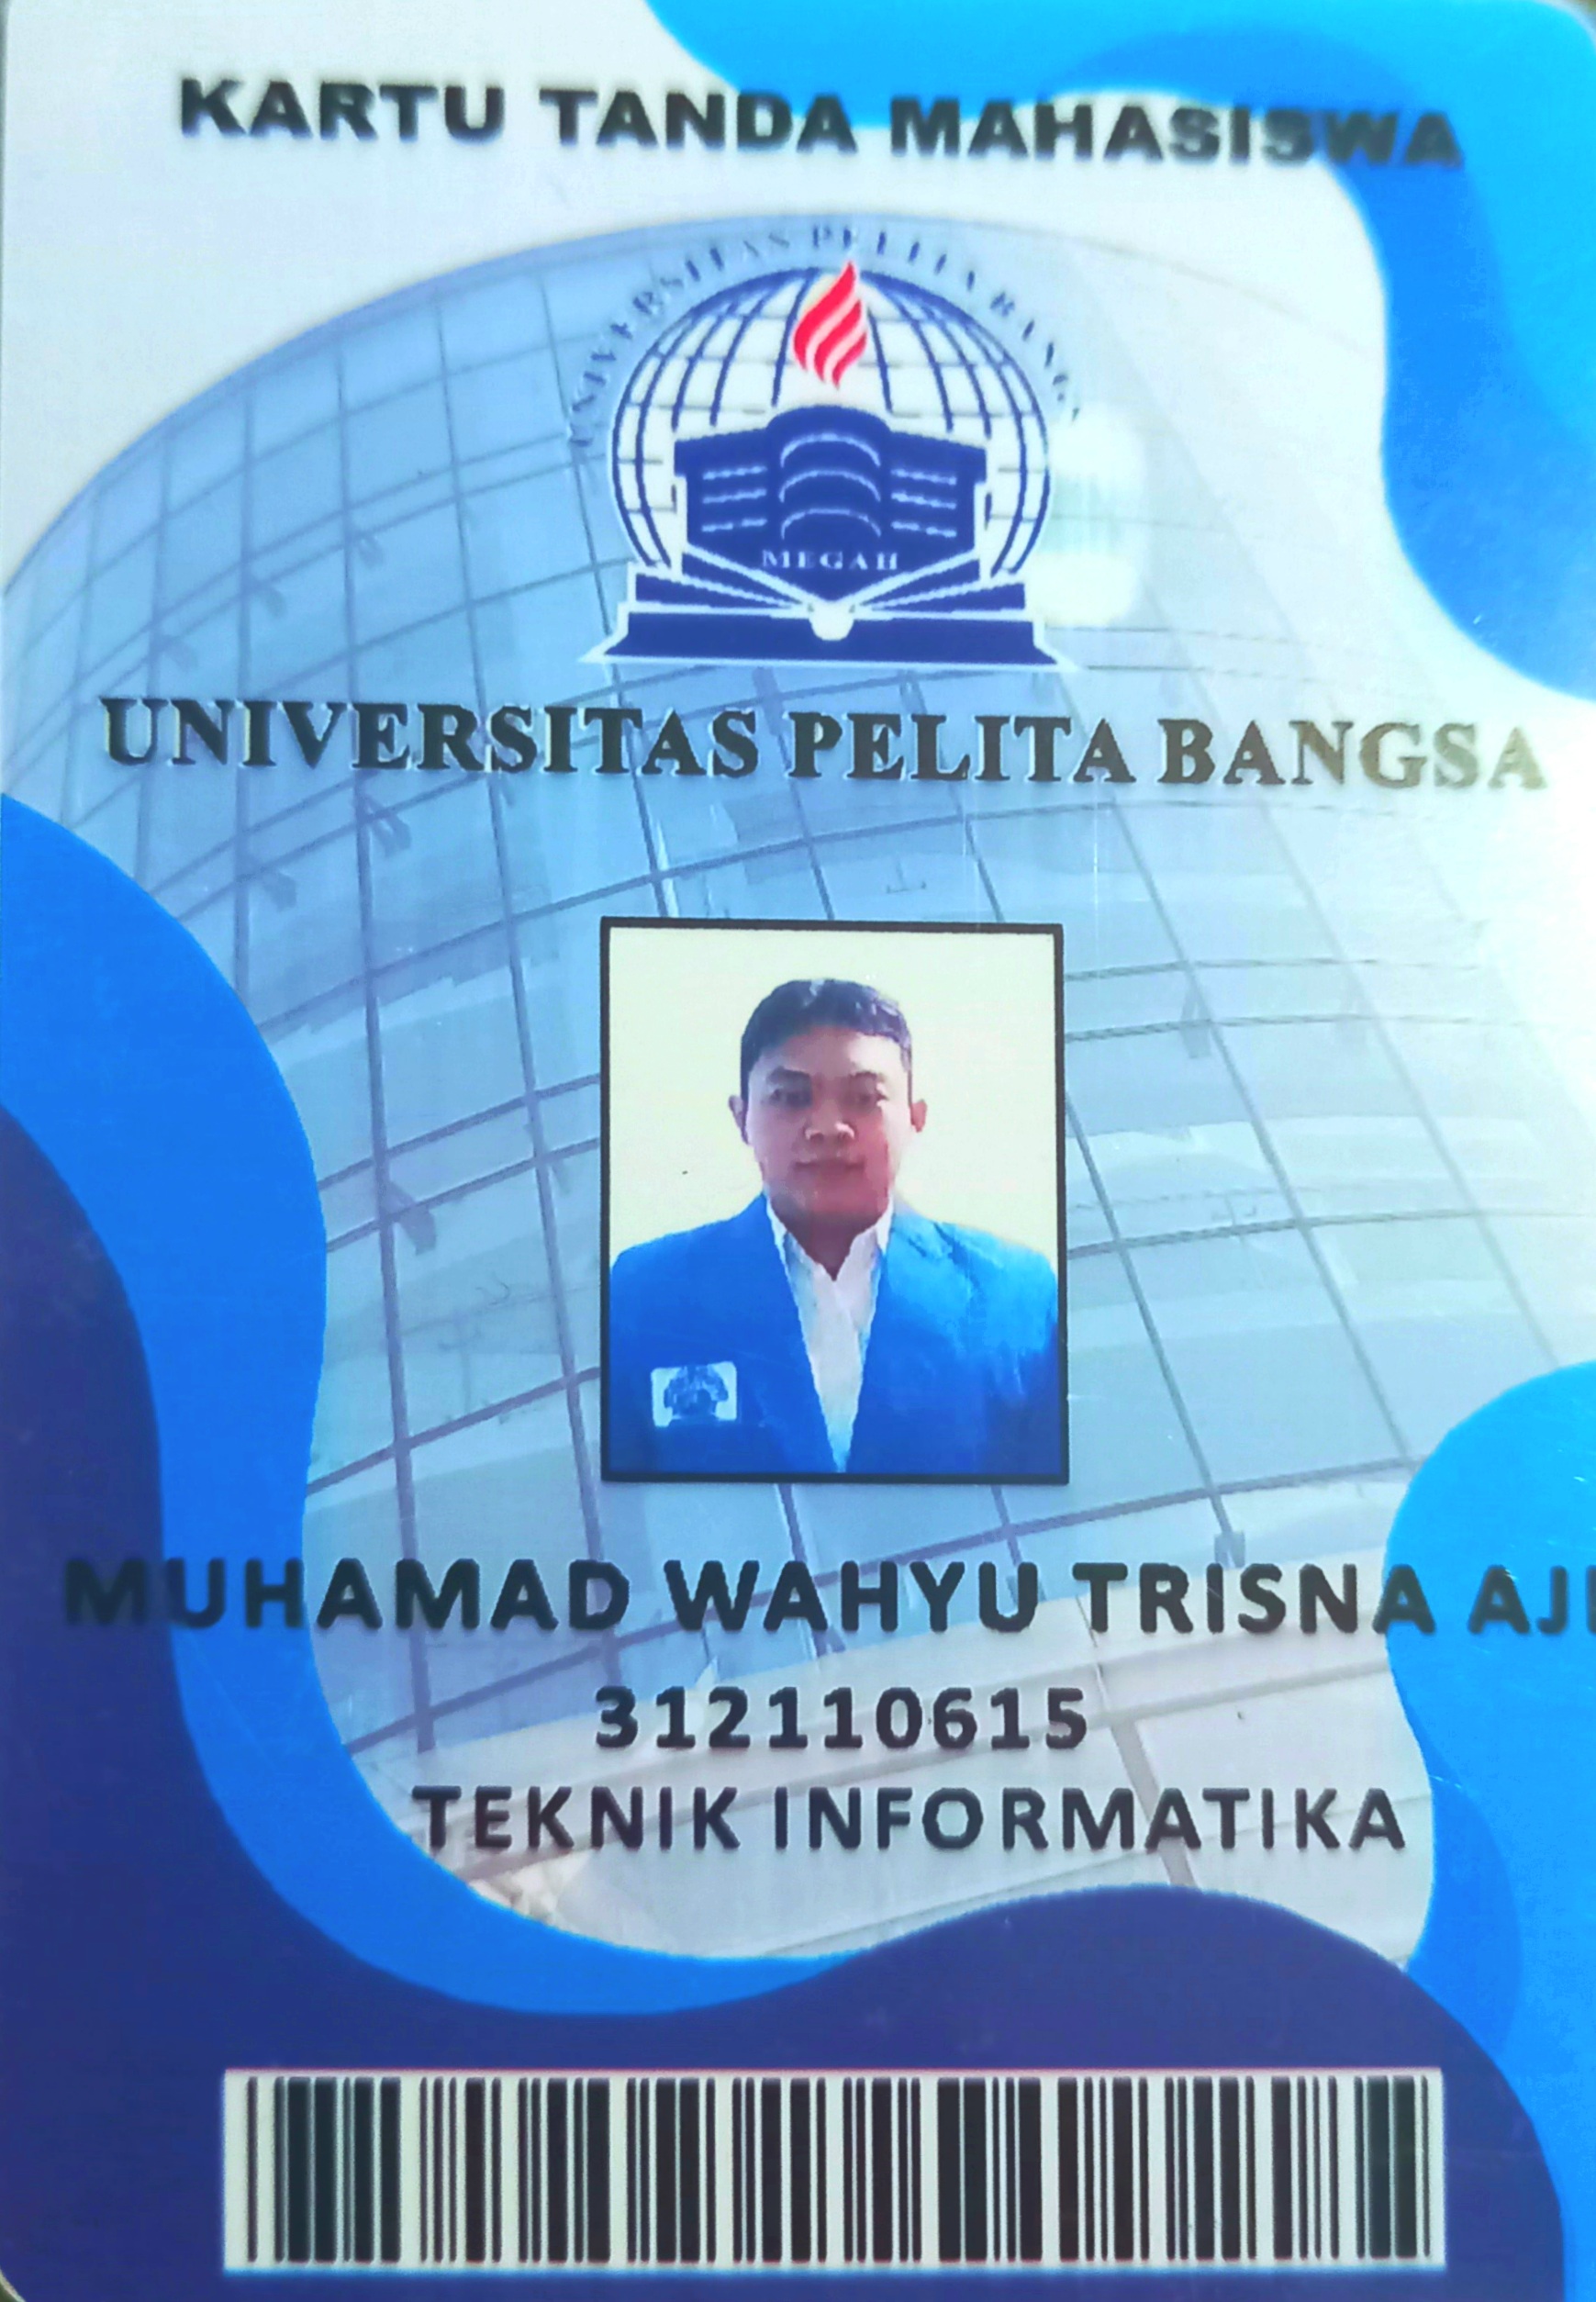 KARTU TANDA MAHASISWA
UNIVERSITAS PELITA BANGSA
MEGAH
UNIVERSITAS PELITA BANGSA
MUHAMAD WAHYU TRISNA AJI
312110615
TEKNIK INFORMATIKA